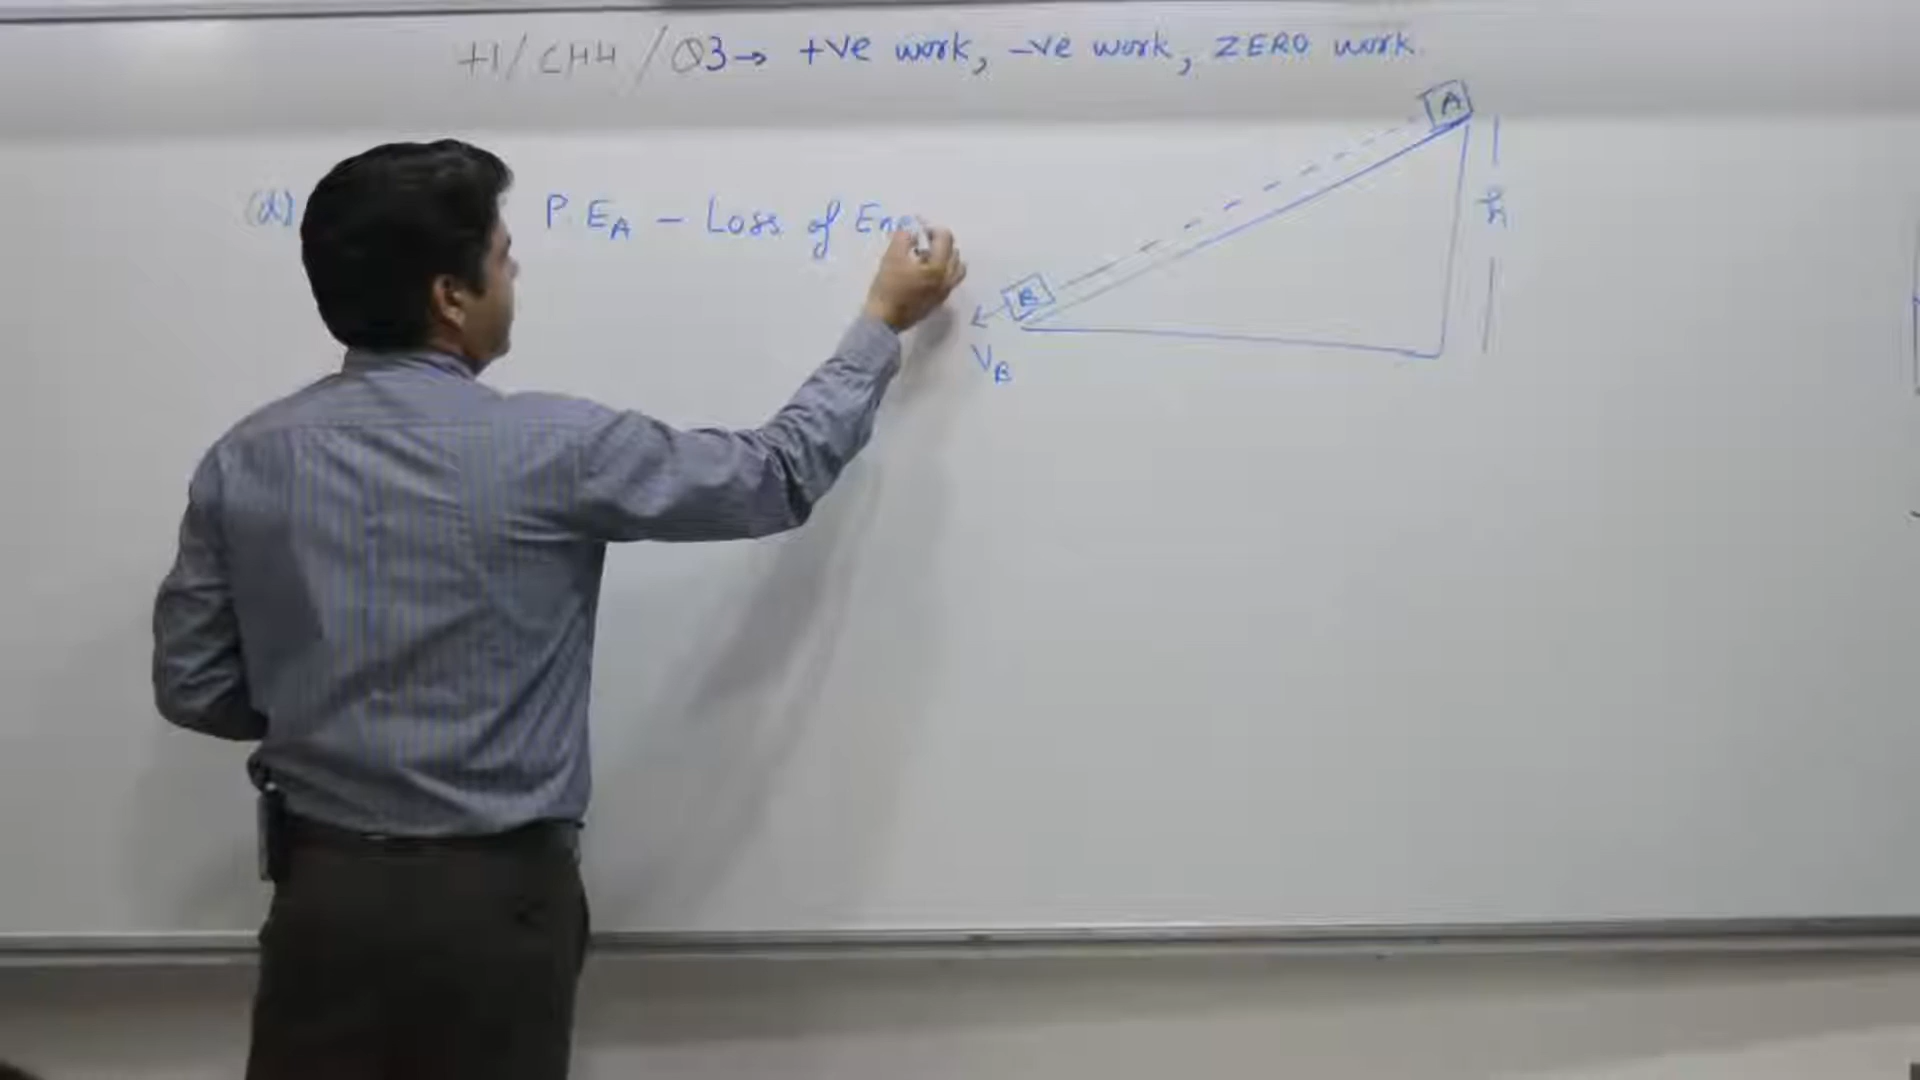 +1/CH4/Q3→ +ve work, -ve work, ZERO work.
A
(d) P.E_A - Loss of Ene
h
B
V_B